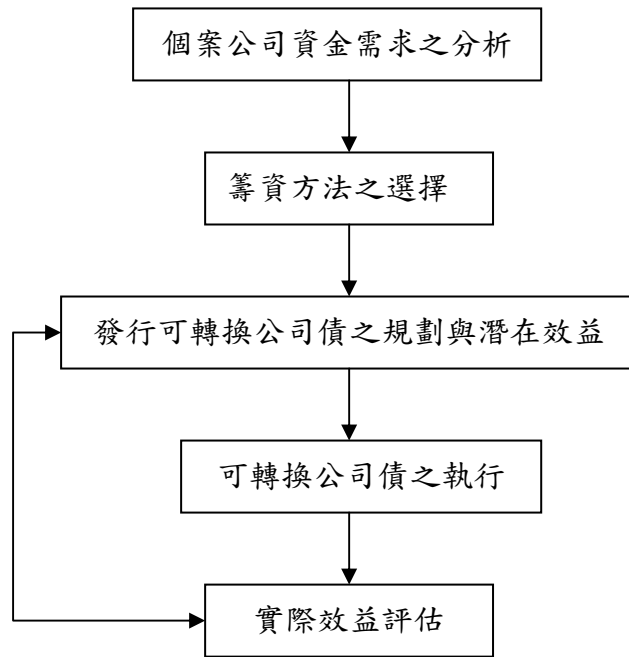 個案公司資金需求之分析
籌資方法之選擇
發行可轉換公司債之規劃與潛在效益
可轉換公司債之執行
實際效益評估